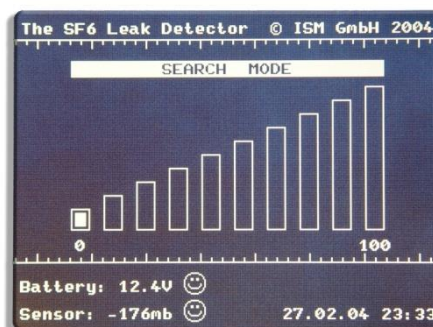 The SF6 Leak Detector © ISM GmbH 2004
SEARCH MODE
0 100
Battery: 12.4V
Sensor: -176mb 27.02.04 23:33